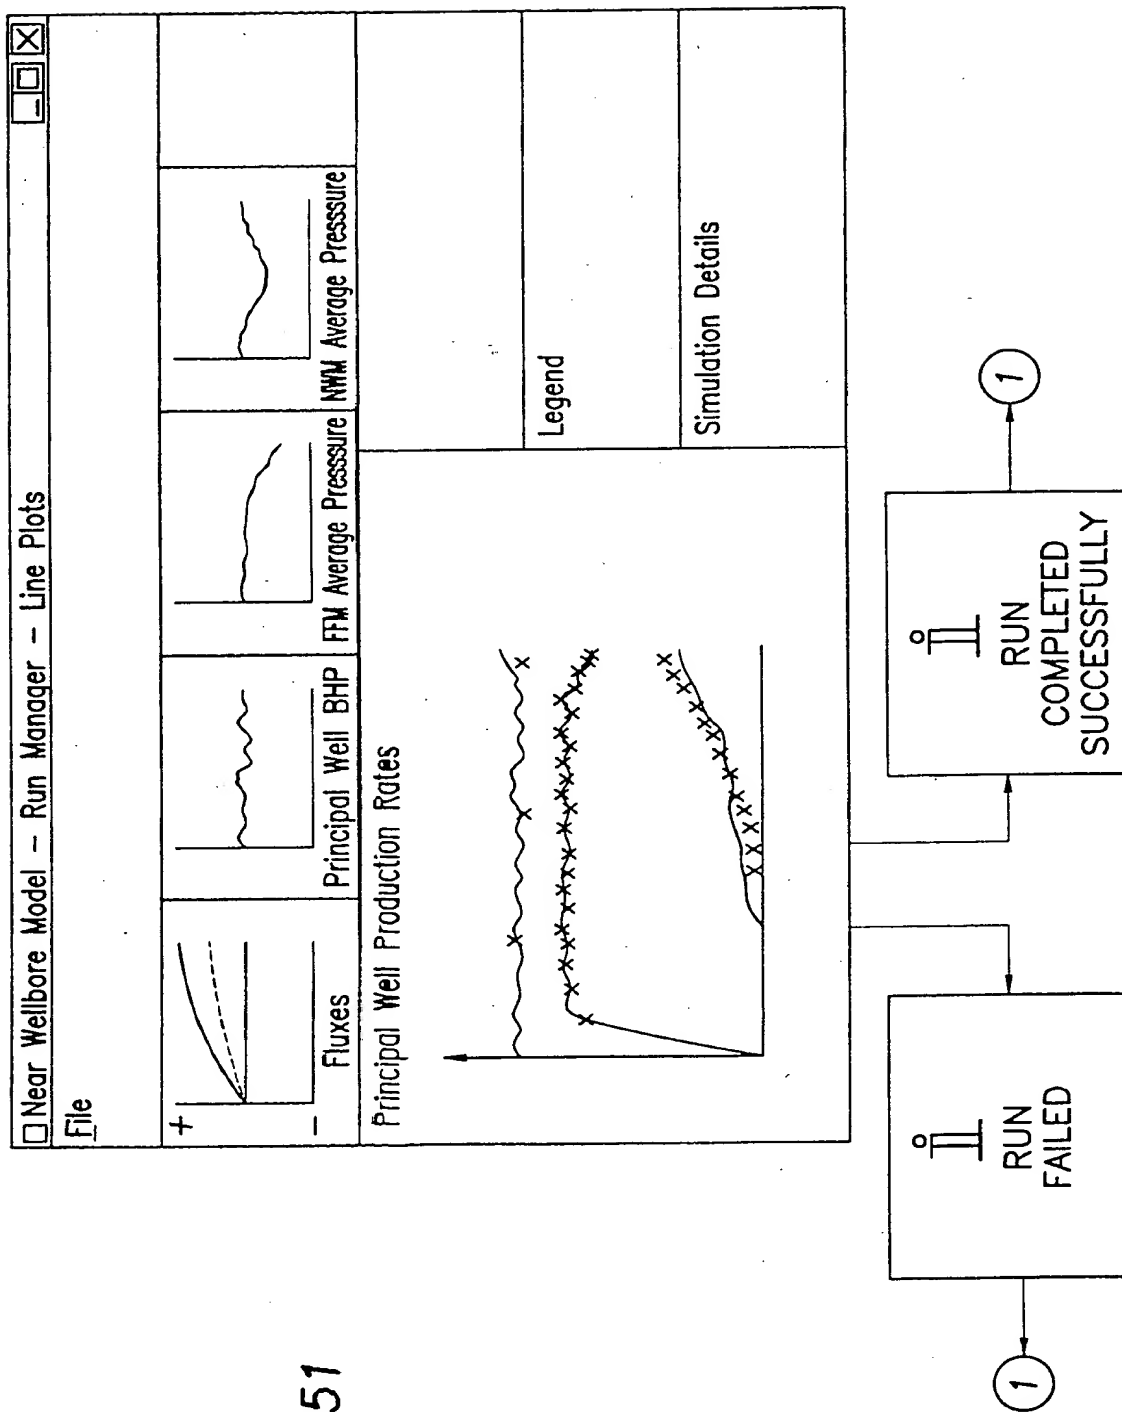 Near Wellbore Model – Run Manager – Line Plots
File
+
–
Fluxes
Principal Well BHP
FFM Average Presssure
NWM Average Presssure
Principal Well Production Rates
Legend
Simulation Details
i
RUN
FAILED
i
RUN
COMPLETED
SUCCESSFULLY
1
1
51